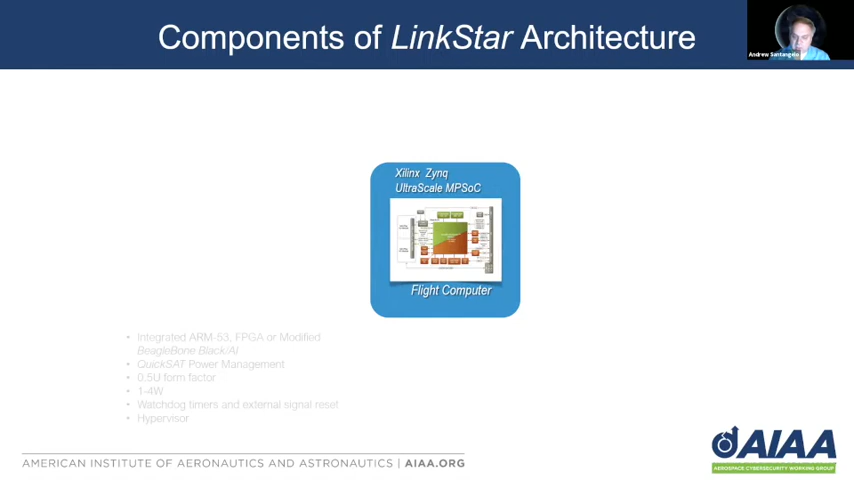 Components of LinkStar Architecture
Andrew Santangelo
Xilinx Zynq
UltraScale MPSoC
Flight Computer
• Integrated ARM-53, FPGA or Modified
BeagleBone Black/AI
• QuickSAT Power Management
• 0.5U form factor
• 1-4W
• Watchdog timers and external signal reset
• Hypervisor
AMERICAN INSTITUTE OF AERONAUTICS AND ASTRONAUTICS | AIAA.ORG
AIAA
AEROSPACE CYBERSECURITY WORKING GROUP